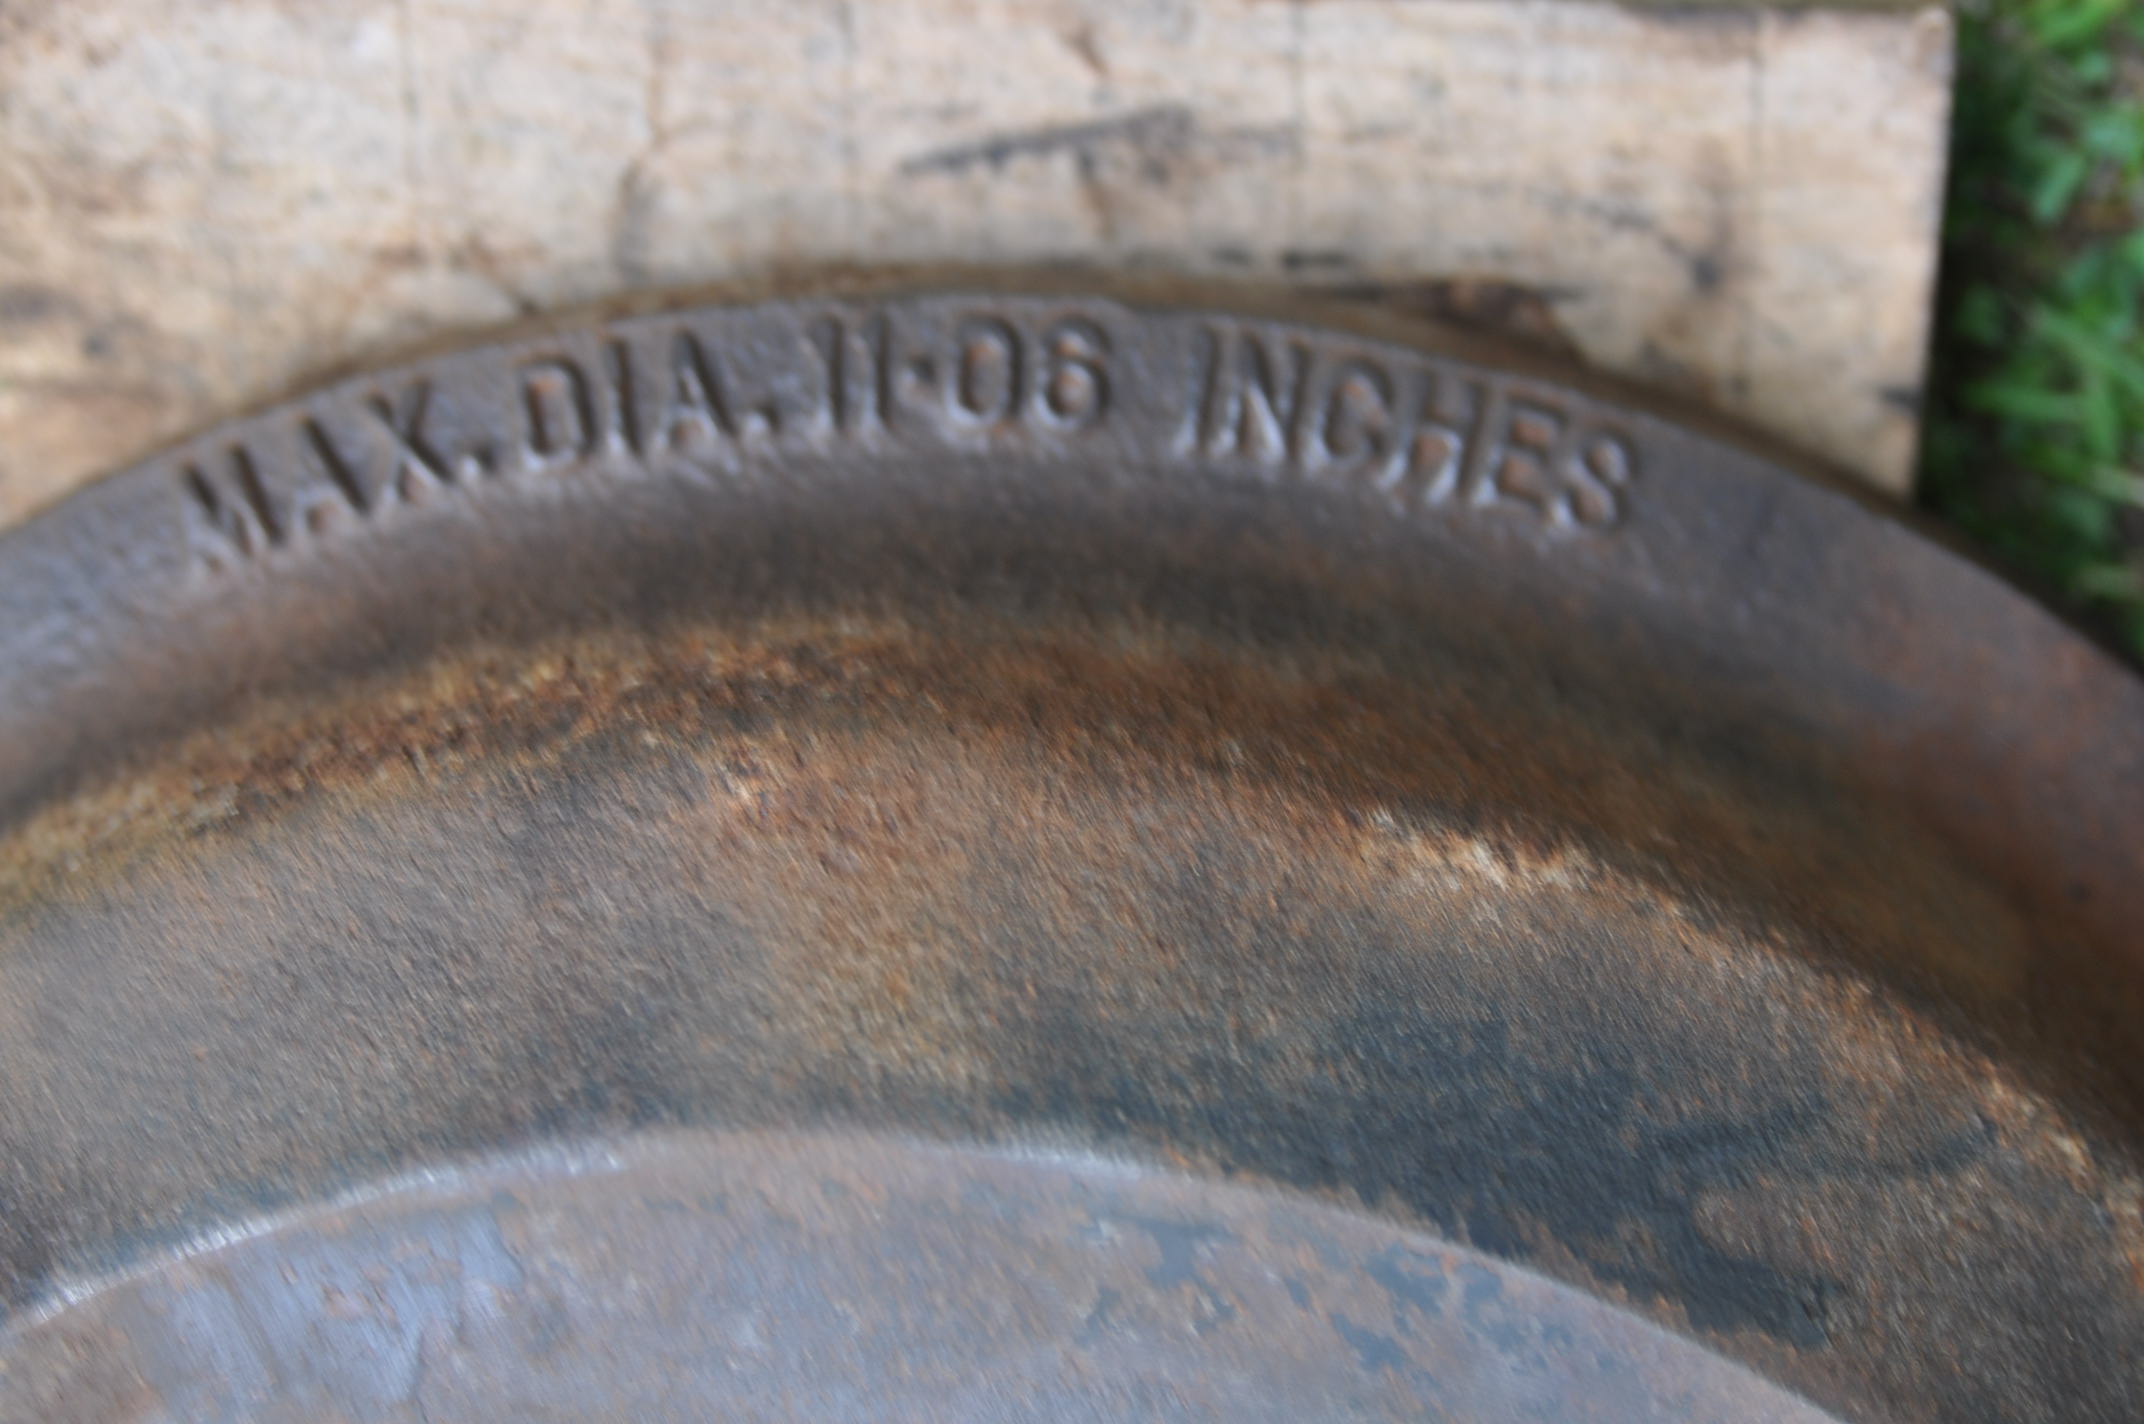 MAX. DIA. 11·06 INCHES